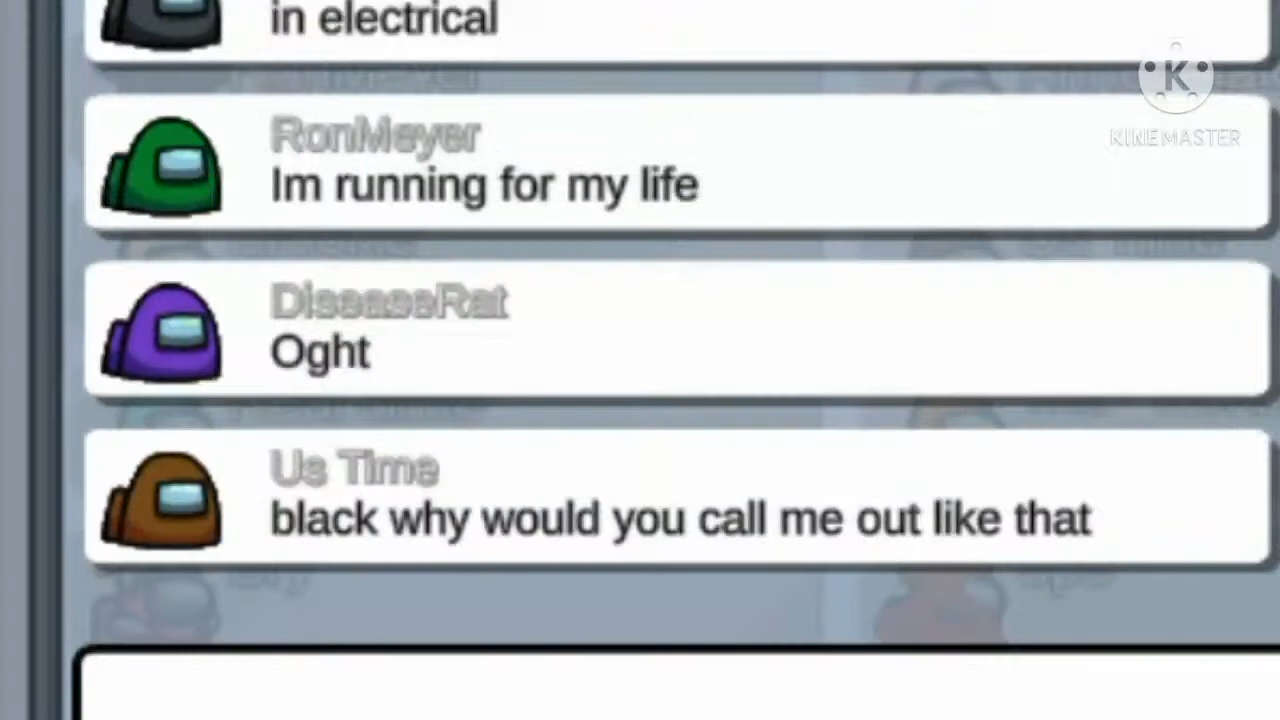 in electrical
RonMeyer
Im running for my life
DiseaseRat
Oght
Us Time
black why would you call me out like that
KINEMASTER